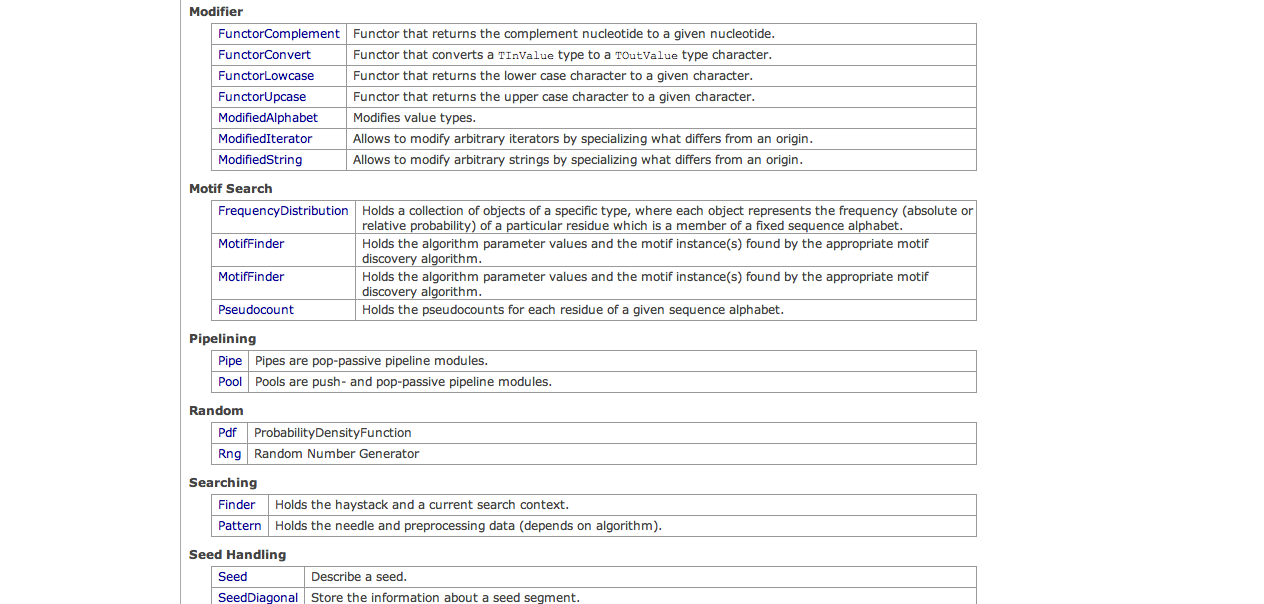 Modifier
FunctorComplement Functor that returns the complement nucleotide to a given nucleotide.
FunctorConvert Functor that converts a TInValue type to a TOutValue type character.
FunctorLowcase Functor that returns the lower case character to a given character.
FunctorUpcase Functor that returns the upper case character to a given character.
ModifiedAlphabet Modifies value types.
ModifiedIterator Allows to modify arbitrary iterators by specializing what differs from an origin.
ModifiedString Allows to modify arbitrary strings by specializing what differs from an origin.
Motif Search
FrequencyDistribution Holds a collection of objects of a specific type, where each object represents the frequency (absolute or
relative probability) of a particular residue which is a member of a fixed sequence alphabet.
MotifFinder Holds the algorithm parameter values and the motif instance(s) found by the appropriate motif
discovery algorithm.
MotifFinder Holds the algorithm parameter values and the motif instance(s) found by the appropriate motif
discovery algorithm.
Pseudocount Holds the pseudocounts for each residue of a given sequence alphabet.
Pipelining
Pipe Pipes are pop-passive pipeline modules.
Pool Pools are push- and pop-passive pipeline modules.
Random
Pdf ProbabilityDensityFunction
Rng Random Number Generator
Searching
Finder Holds the haystack and a current search context.
Pattern Holds the needle and preprocessing data (depends on algorithm).
Seed Handling
Seed Describe a seed.
SeedDiagonal Store the information about a seed segment.